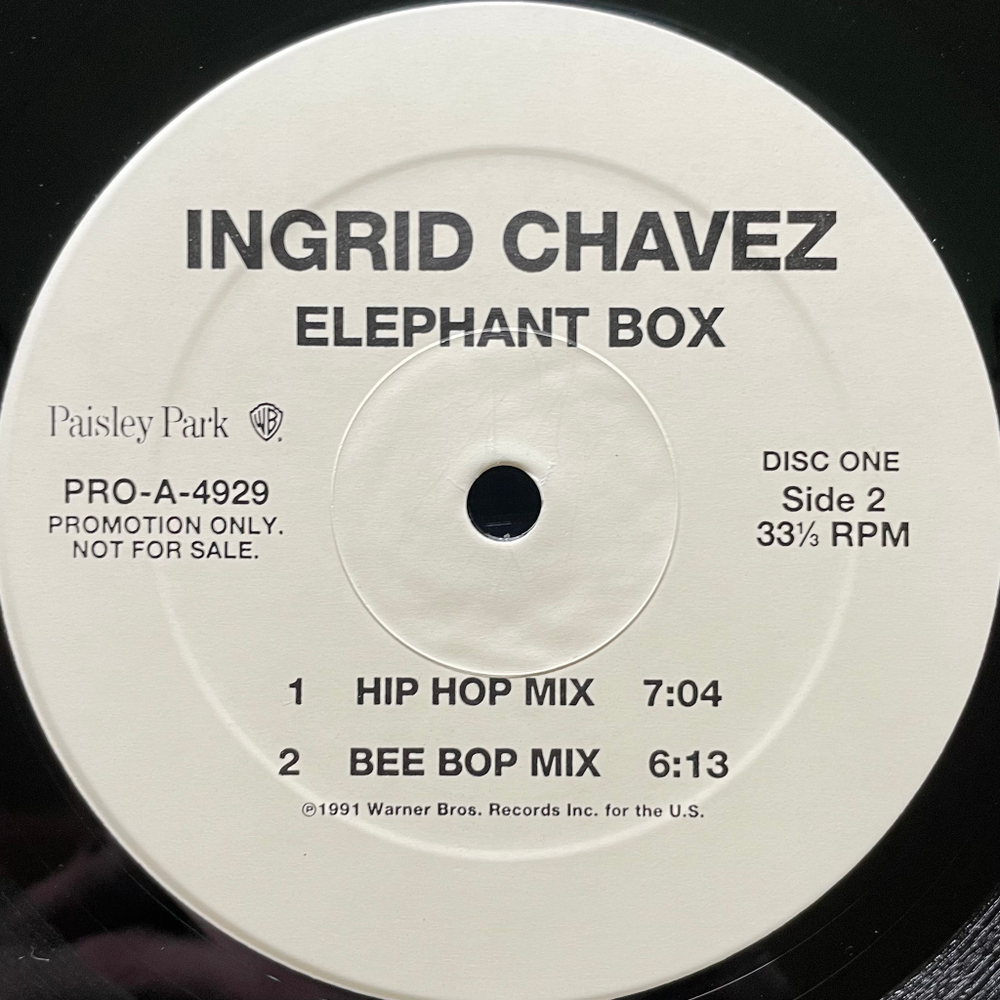 INGRID CHAVEZ
ELEPHANT BOX
Paisley Park WB
PRO-A-4929
PROMOTION ONLY.
NOT FOR SALE.
DISC ONE
Side 2
33⅓ RPM
1 HIP HOP MIX 7:04
2 BEE BOP MIX 6:13
℗1991 Warner Bros. Records Inc. for the U.S.